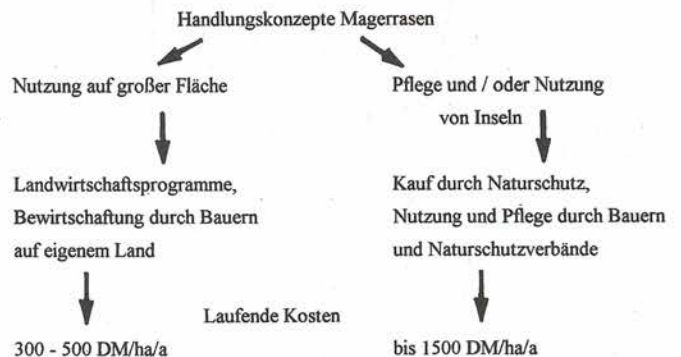 Handlungskonzepte Magerrasen
Nutzung auf großer Fläche
Pflege und / oder Nutzung
von Inseln
Landwirtschaftsprogramme,
Bewirtschaftung durch Bauern
auf eigenem Land
Kauf durch Naturschutz,
Nutzung und Pflege durch Bauern
und Naturschutzverbände
Laufende Kosten
300 - 500 DM/ha/a
bis 1500 DM/ha/a